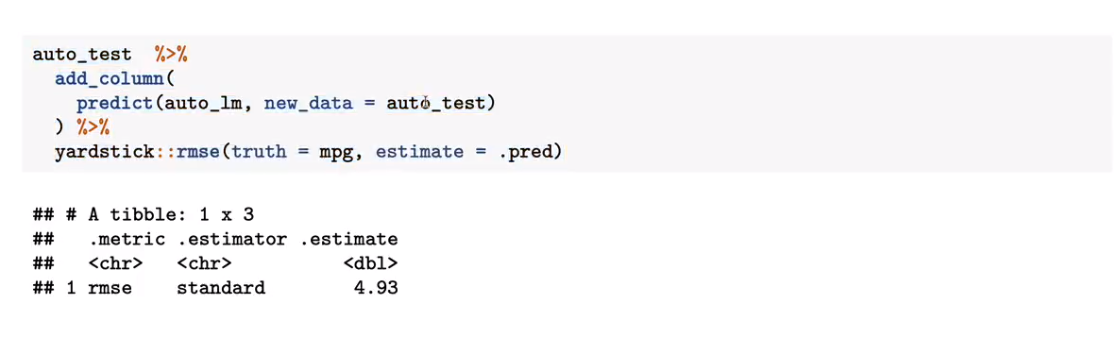 auto_test %>%
  add_column(
    predict(auto_lm, new_data = auto_test)
  ) %>%
  yardstick::rmse(truth = mpg, estimate = .pred)
## # A tibble: 1 x 3
##   .metric .estimator .estimate
##   <chr>   <chr>          <dbl>
## 1 rmse    standard        4.93